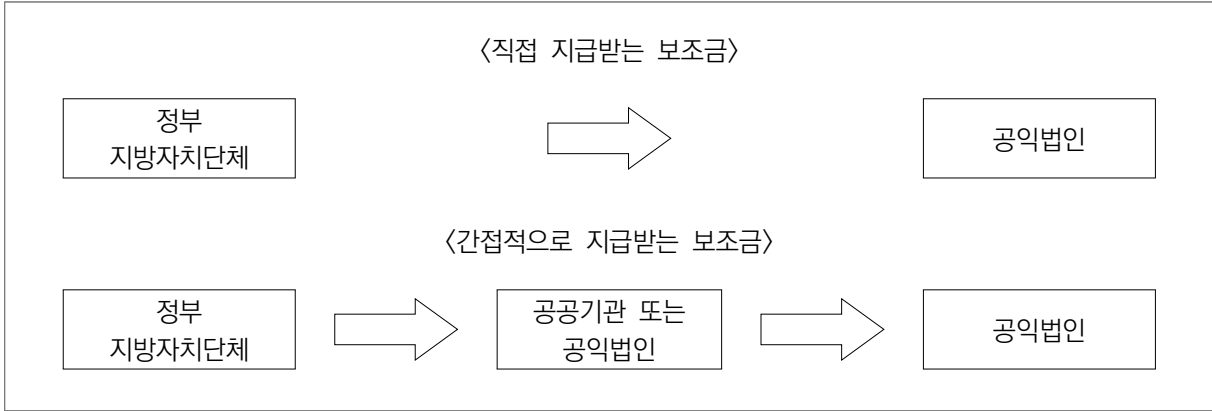 〈직접 지급받는 보조금〉
정부
지방자치단체
공익법인
〈간접적으로 지급받는 보조금〉
정부
지방자치단체
공공기관 또는
공익법인
공익법인